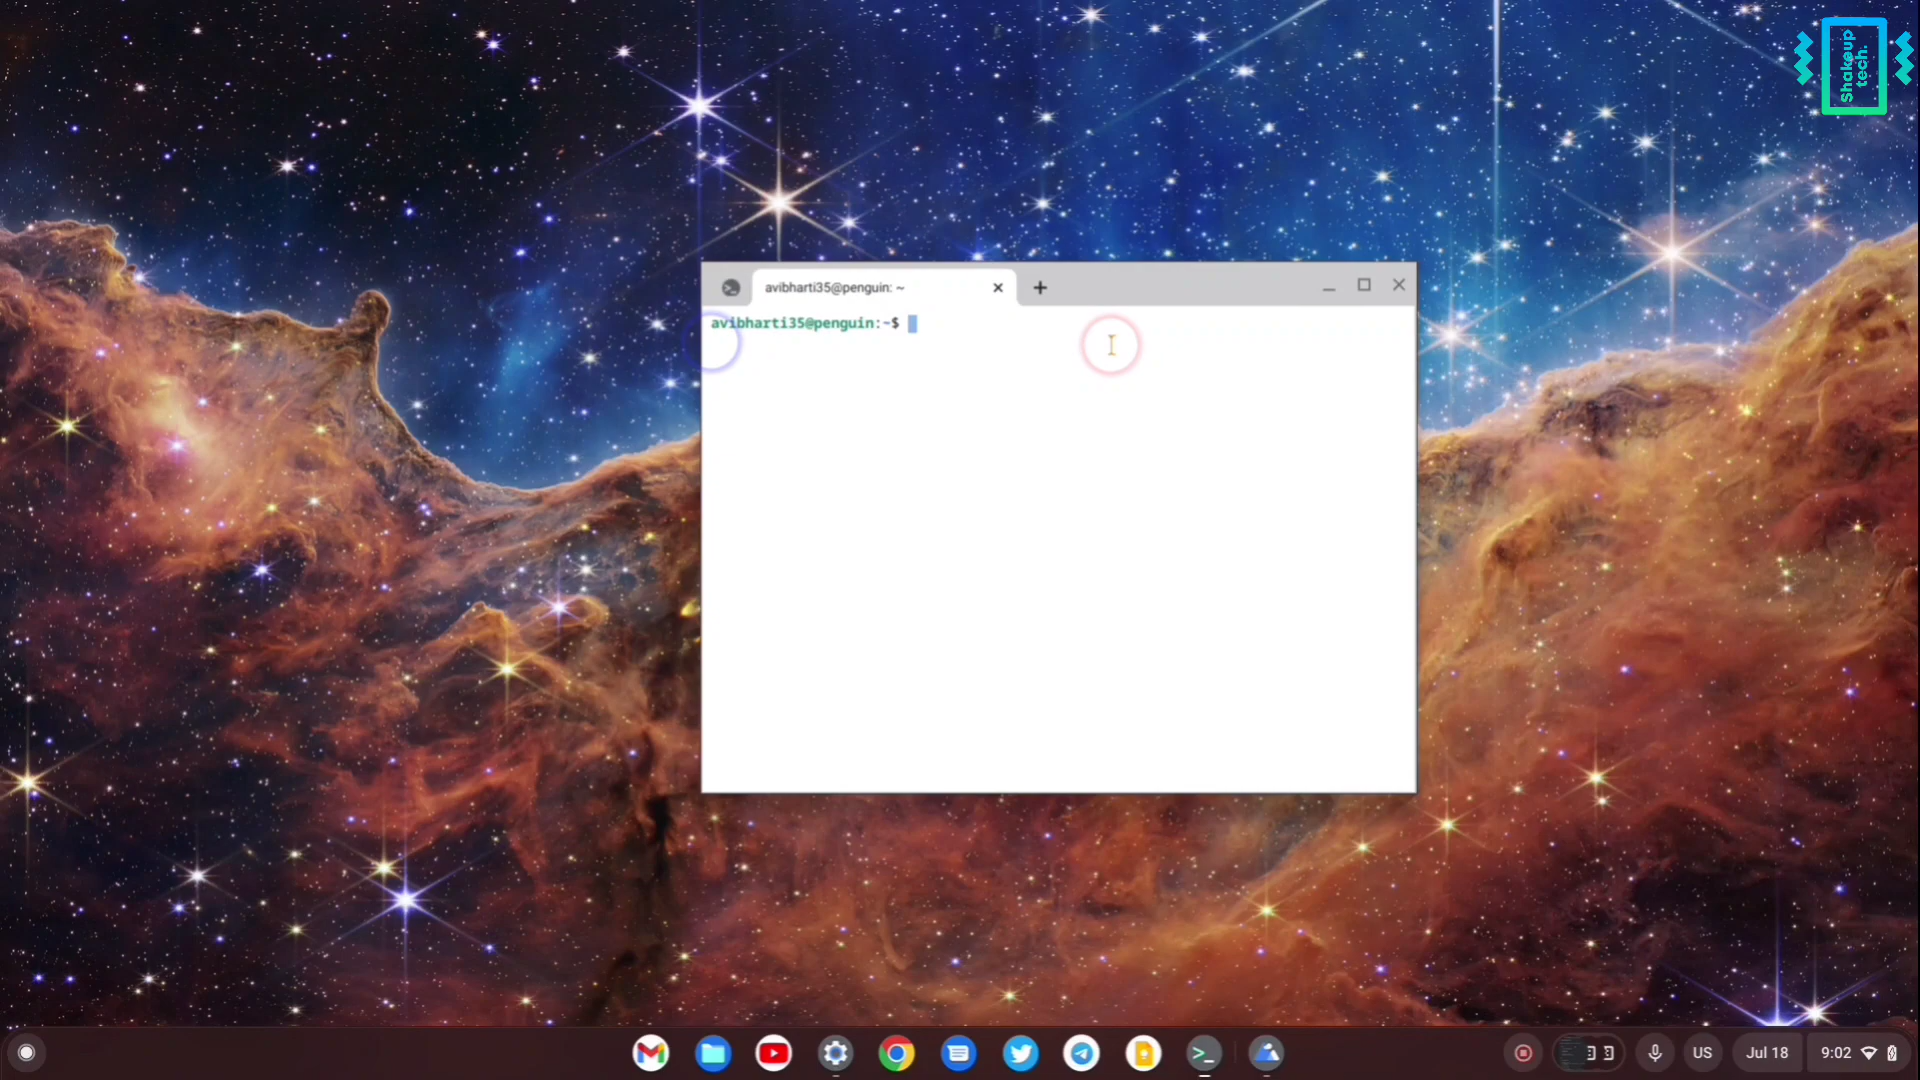 Shakeup
tech.
avibharti35@penguin: ~
avibharti35@penguin:~$
US
Jul 18
9:02